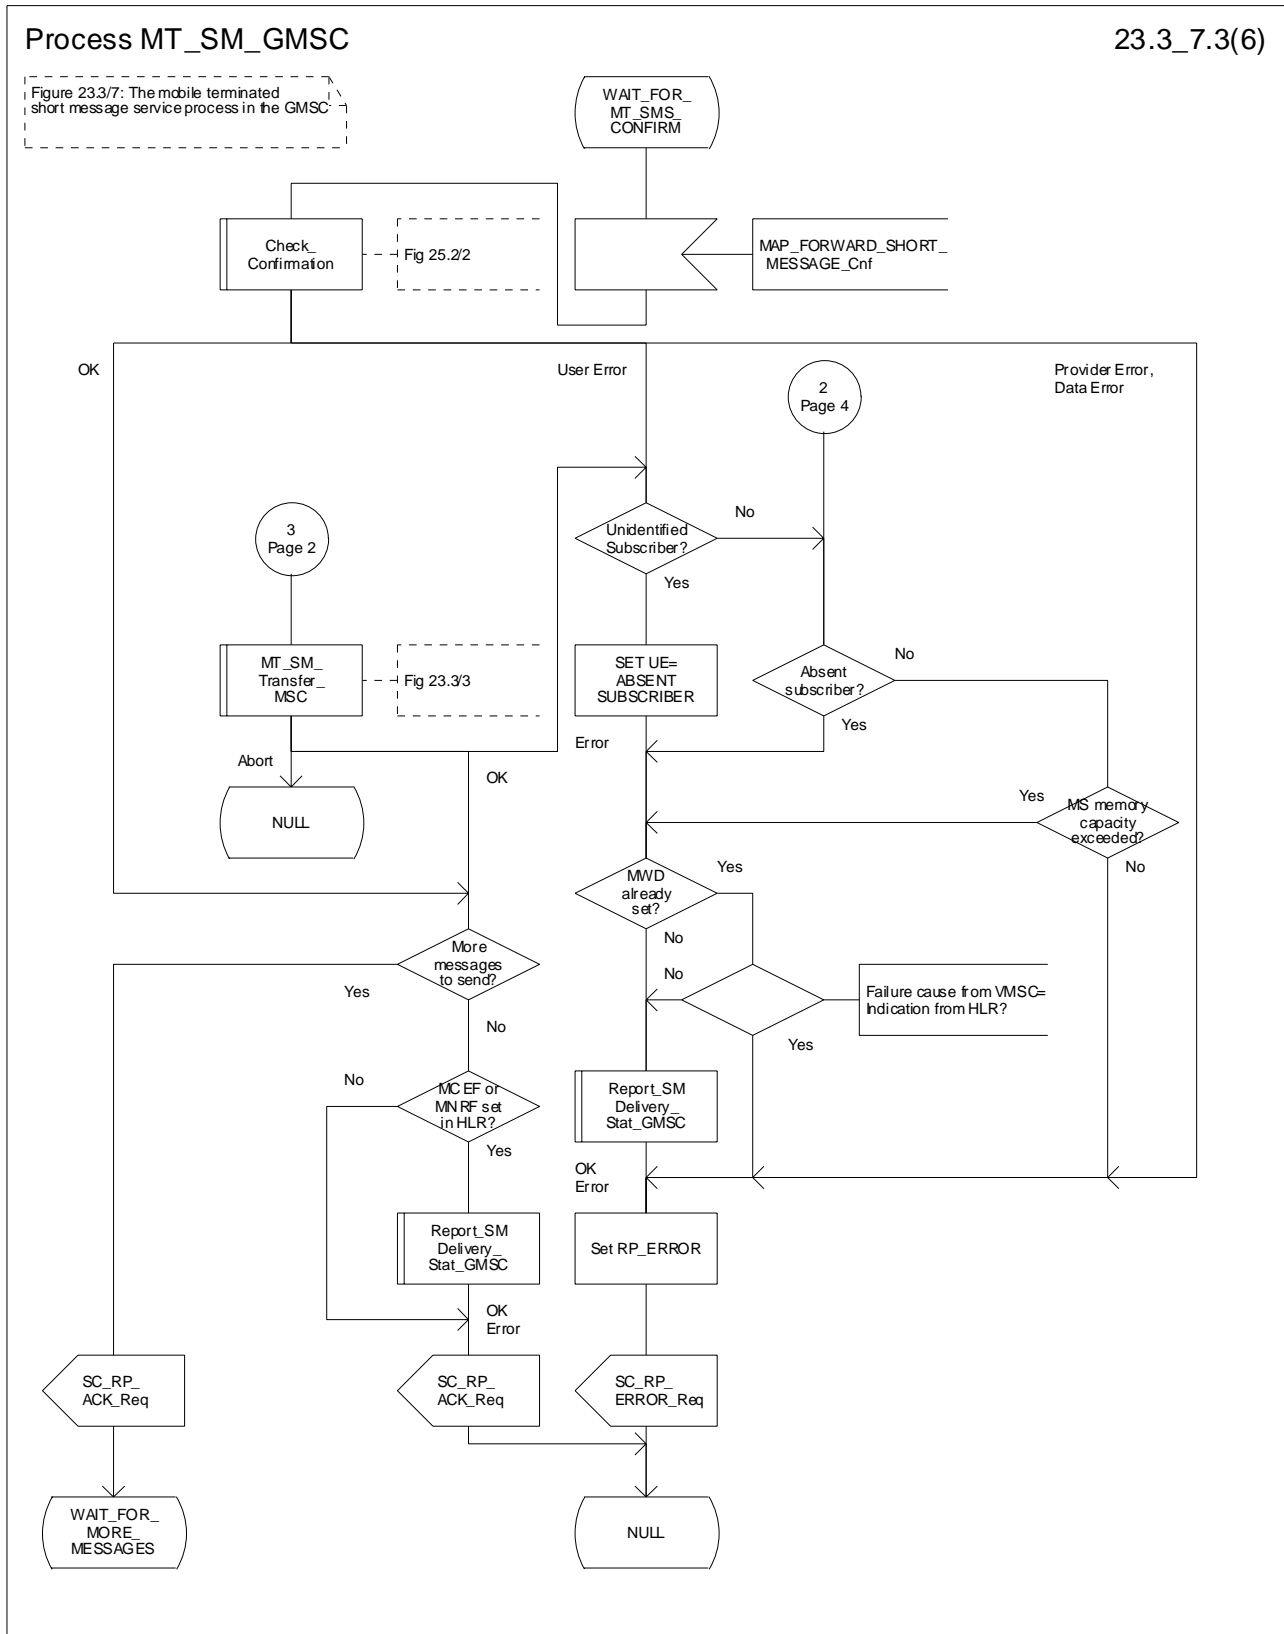 Process MT_SM_GMSC
23.3_7.3(6)
Figure 23.3/7: The mobile terminated
short message service process in the GMSC
WAIT_FOR_
MT_SMS_
CONFIRM
Check_
Confirmation
Fig 25.2/2
MAP_FORWARD_SHORT_
MESSAGE_Cnf
OK
User Error
Provider Error,
Data Error
2
Page 4
3
Page 2
Unidentified
Subscriber?
No
Yes
MT_SM_
Transfer_
MSC
Fig 23.3/3
SET UE=
ABSENT
SUBSCRIBER
Absent
subscriber?
No
Yes
Error
Abort
OK
NULL
Yes
MS memory
capacity
exceeded?
No
MWD
already
set?
Yes
No
More
messages
to send?
Yes
No
No
Failure cause from VMSC=
Indication from HLR?
Yes
No
MCEF or
MNRF set
in HLR?
Yes
Report_SM
Delivery_
Stat_GMSC
OK
Error
Report_SM
Delivery_
Stat_GMSC
Set RP_ERROR
OK
Error
SC_RP_
ACK_Req
SC_RP_
ACK_Req
SC_RP_
ERROR_Req
WAIT_FOR_
MORE_
MESSAGES
NULL